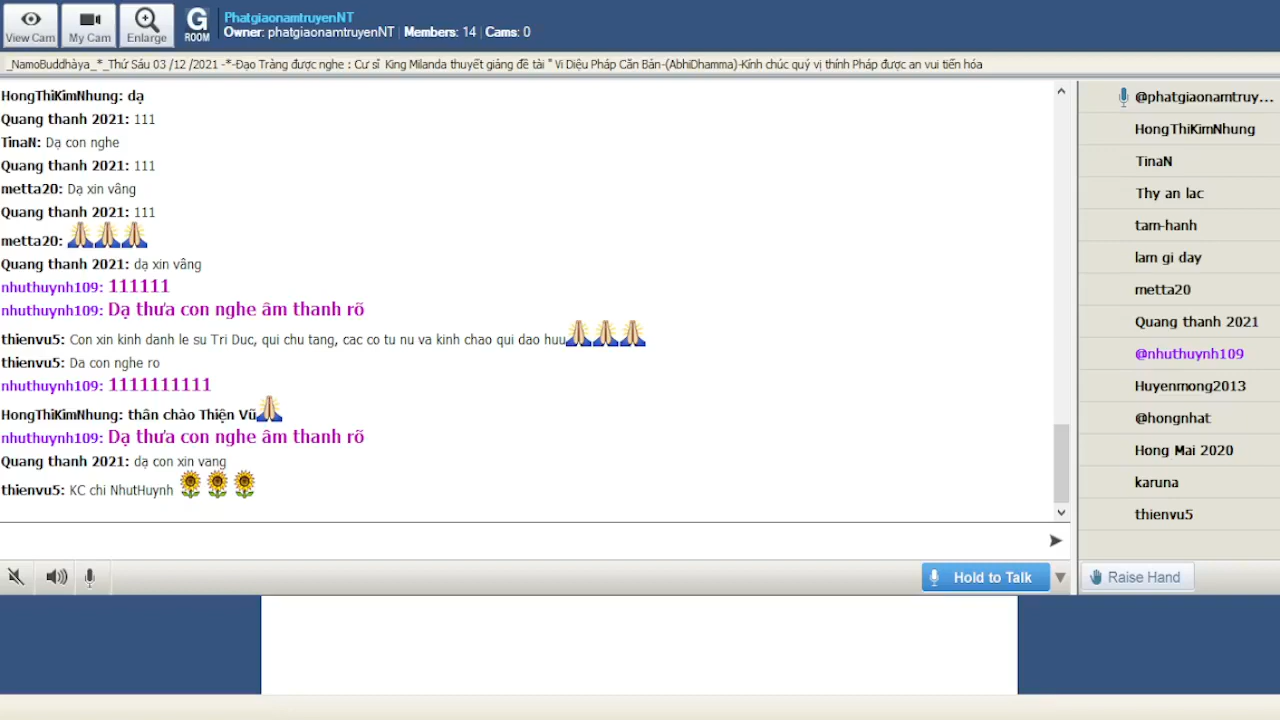 View Cam
My Cam
Enlarge
G
ROOM
PhatgiaonamtruyenNT
Owner: phatgiaonamtruyenNT | Members: 14 | Cams: 0
_NamoBuddhàya_*_Thứ Sáu 03 /12 /2021 -*-Đạo Tràng được nghe : Cư sĩ King Milanda thuyết giảng đề tài " Vi Diệu Pháp Căn Bản-(AbhiDhamma)-Kính chúc quý vị thính Pháp được an vui tiến hóa
HongThiKimNhung: dạ
Quang thanh 2021: 111
TinaN: Dạ con nghe
Quang thanh 2021: 111
metta20: Dạ xin vâng
Quang thanh 2021: 111
metta20:
Quang thanh 2021: dạ xin vâng
nhuthuynh109: 111111
nhuthuynh109: Dạ thưa con nghe âm thanh rõ
thienvu5: Con xin kinh danh le su Tri Duc, qui chu tang, cac co tu nu va kinh chao qui dao huu
thienvu5: Da con nghe ro
nhuthuynh109: 1111111111
HongThiKimNhung: thân chào Thiện Vũ
nhuthuynh109: Dạ thưa con nghe âm thanh rõ
Quang thanh 2021: dạ con xin vang
thienvu5: KC chi NhutHuynh
@phatgiaonamtruy...
HongThiKimNhung
TinaN
Thy an lac
tam-hanh
lam gi day
metta20
Quang thanh 2021
@nhuthuynh109
Huyenmong2013
@hongnhat
Hong Mai 2020
karuna
thienvu5
Hold to Talk
Raise Hand